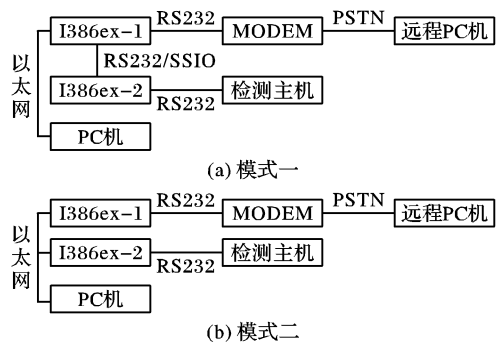 I386ex-1 RS232 MODEM PSTN 远程PC机
RS232/SSIO
以太网
I386ex-2 RS232 检测主机
PC机
(a) 模式一
I386ex-1 RS232 MODEM PSTN 远程PC机
以太网
I386ex-2 RS232 检测主机
PC机
(b) 模式二